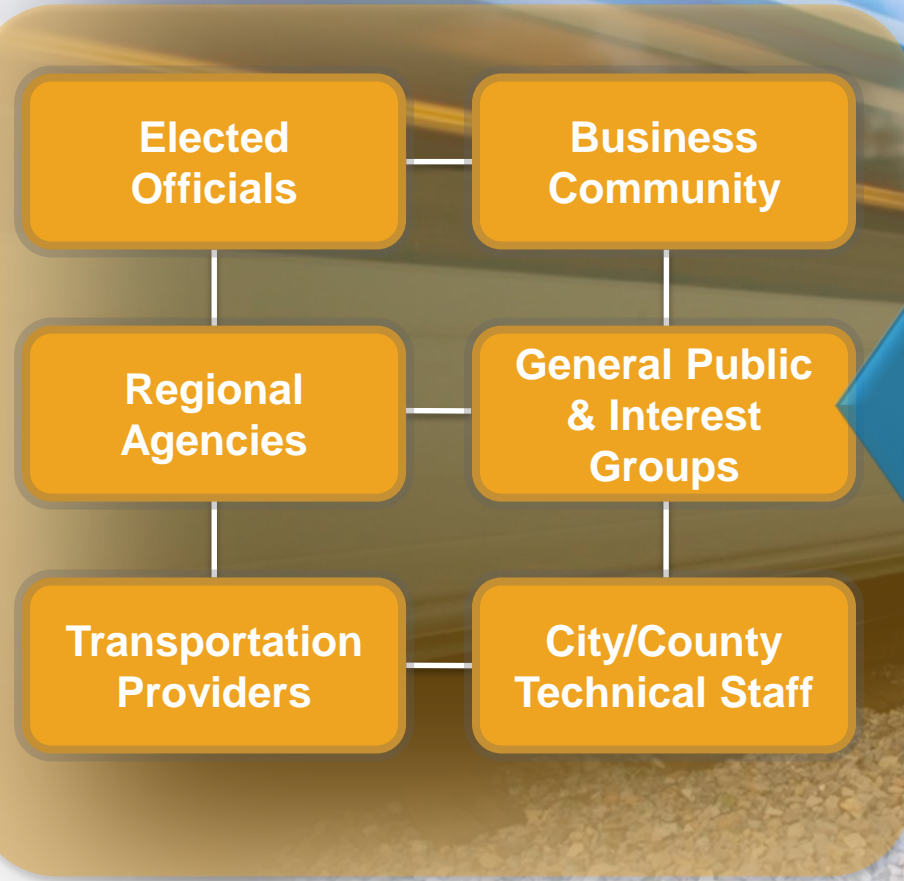 Elected
Officials
Business
Community
Regional
Agencies
General Public
& Interest
Groups
Transportation
Providers
City/County
Technical Staff